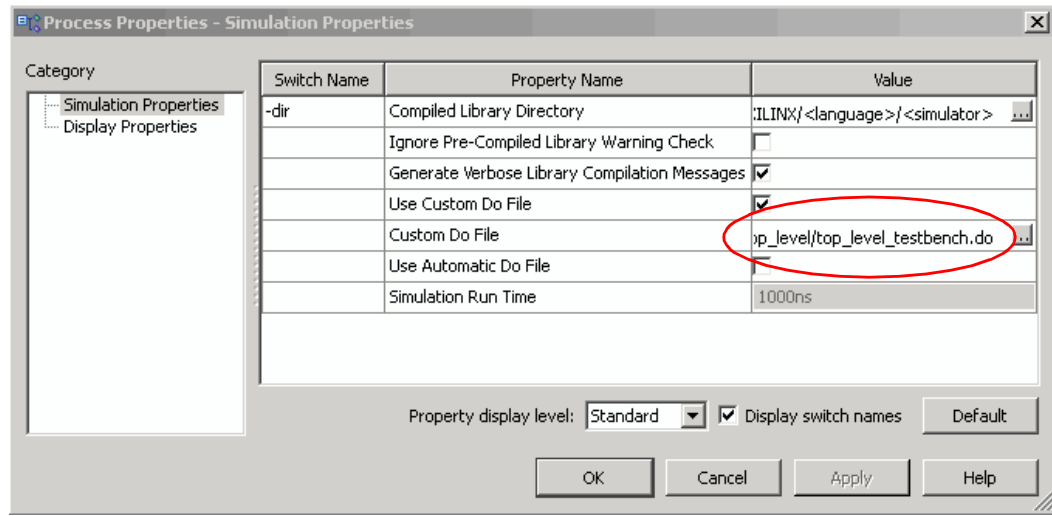 Process Properties - Simulation Properties
Category
Simulation Properties
Display Properties
Switch Name Property Name Value
-dir Compiled Library Directory ILINX/<language>/<simulator> ...
Ignore Pre-Compiled Library Warning Check
Generate Verbose Library Compilation Messages
Use Custom Do File
Custom Do File op_level/top_level_testbench.do ...
Use Automatic Do File
Simulation Run Time 1000ns
Property display level: Standard Display switch names Default
OK Cancel Apply Help